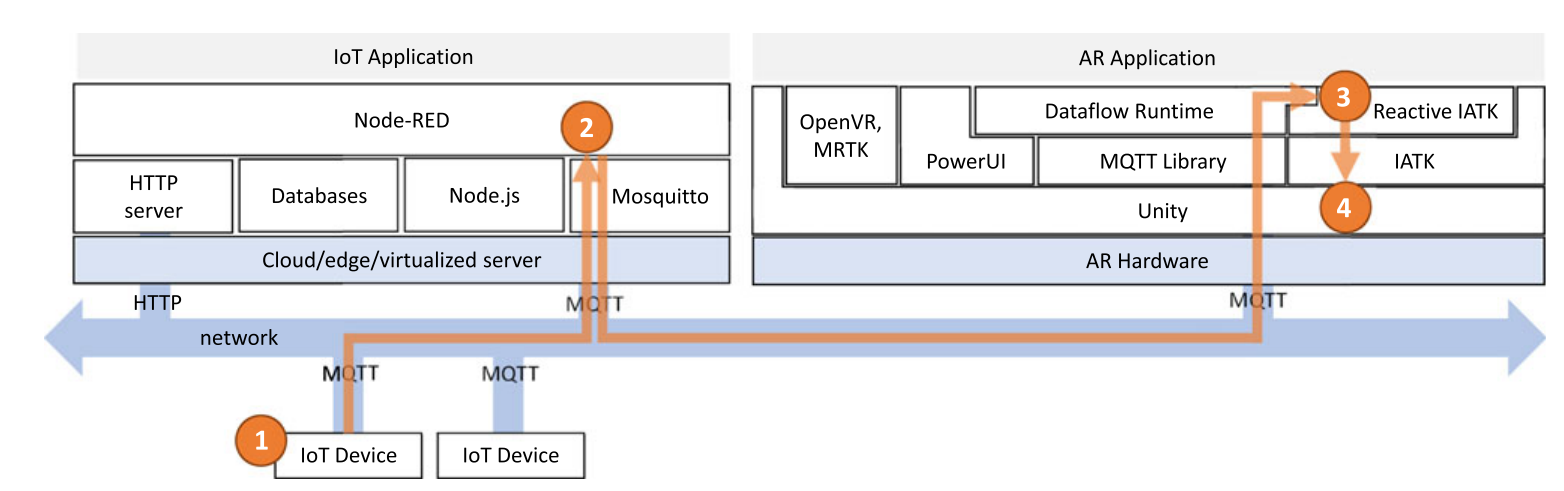 IoT Application
AR Application
Node-RED
2
3
OpenVR,
MRTK
Dataflow Runtime
Reactive IATK
PowerUI
MQTT Library
IATK
HTTP
server
Databases
Node.js
Mosquitto
Unity
4
Cloud/edge/virtualized server
AR Hardware
HTTP
MQTT
MQTT
network
MQTT
MQTT
1
IoT Device
IoT Device